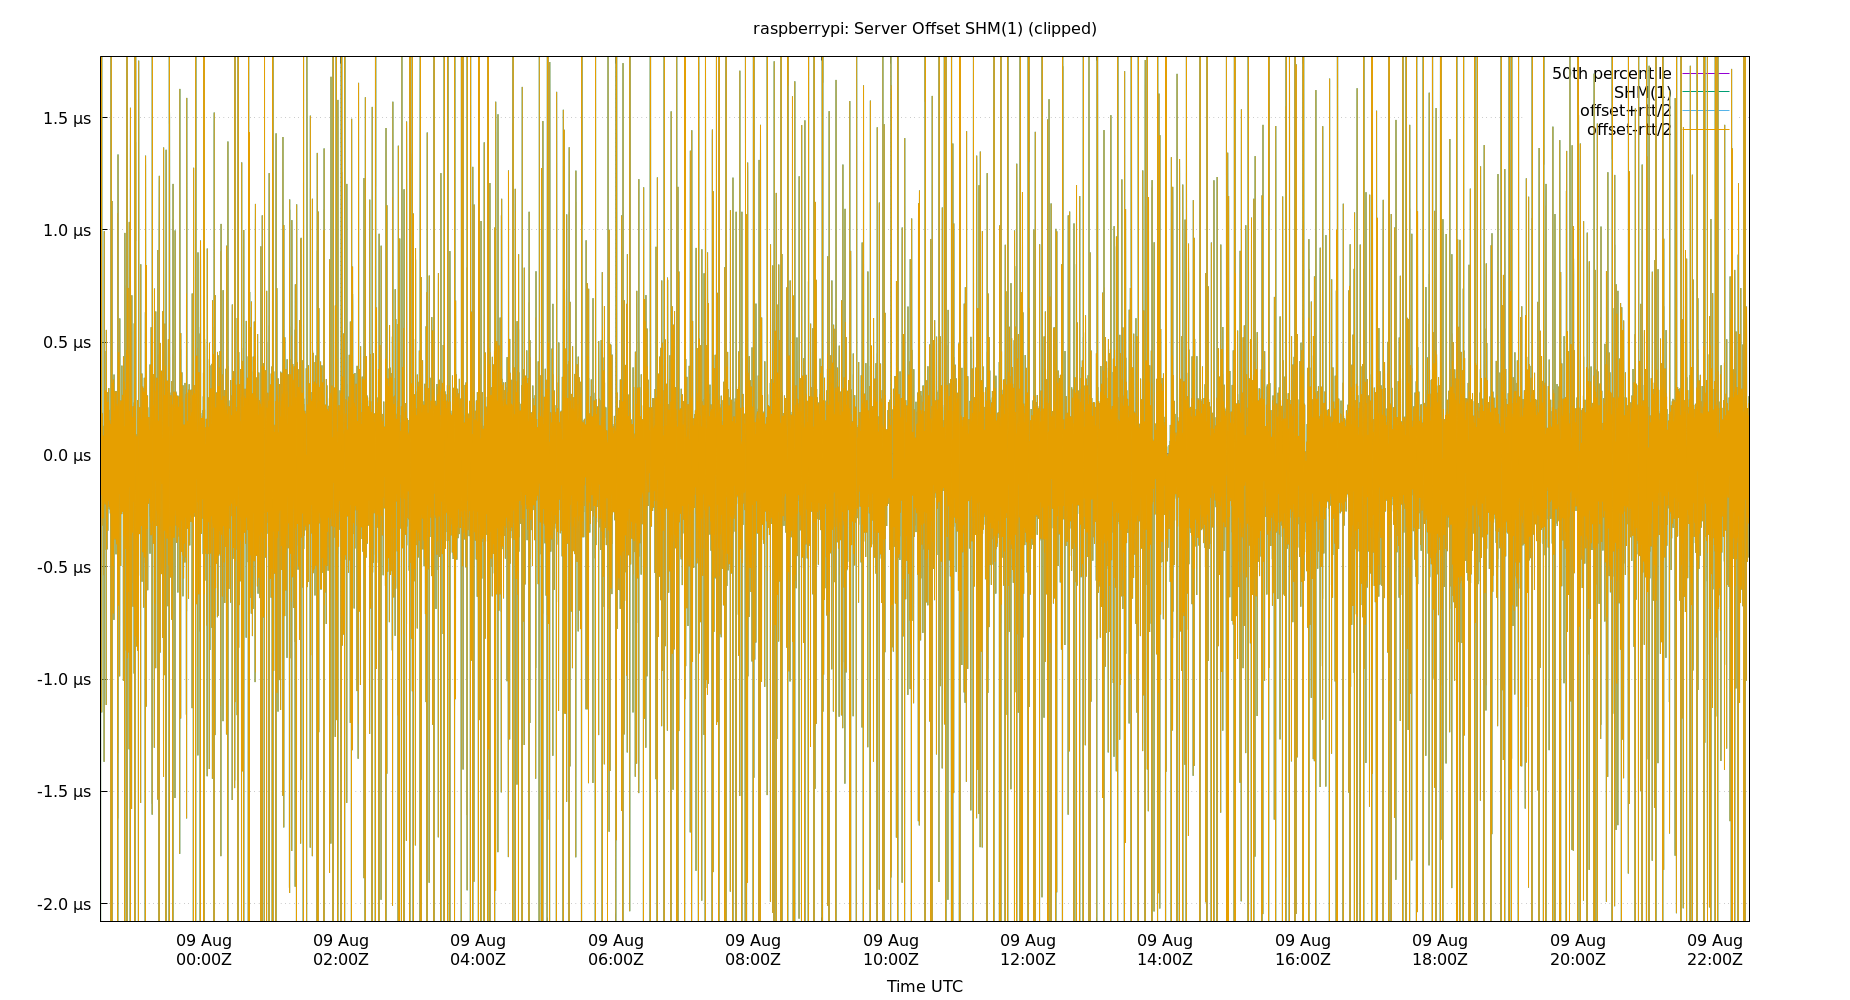 raspberrypi: Server Offset SHM(1) (clipped)
50th percentile
SHM(1)
offset+rtt/2
offset-rtt/2
1.5 µs
1.0 µs
0.5 µs
0.0 µs
-0.5 µs
-1.0 µs
-1.5 µs
-2.0 µs
09 Aug 09 Aug 09 Aug 09 Aug 09 Aug 09 Aug 09 Aug 09 Aug 09 Aug 09 Aug 09 Aug 09 Aug
00:00Z 02:00Z 04:00Z 06:00Z 08:00Z 10:00Z 12:00Z 14:00Z 16:00Z 18:00Z 20:00Z 22:00Z
Time UTC